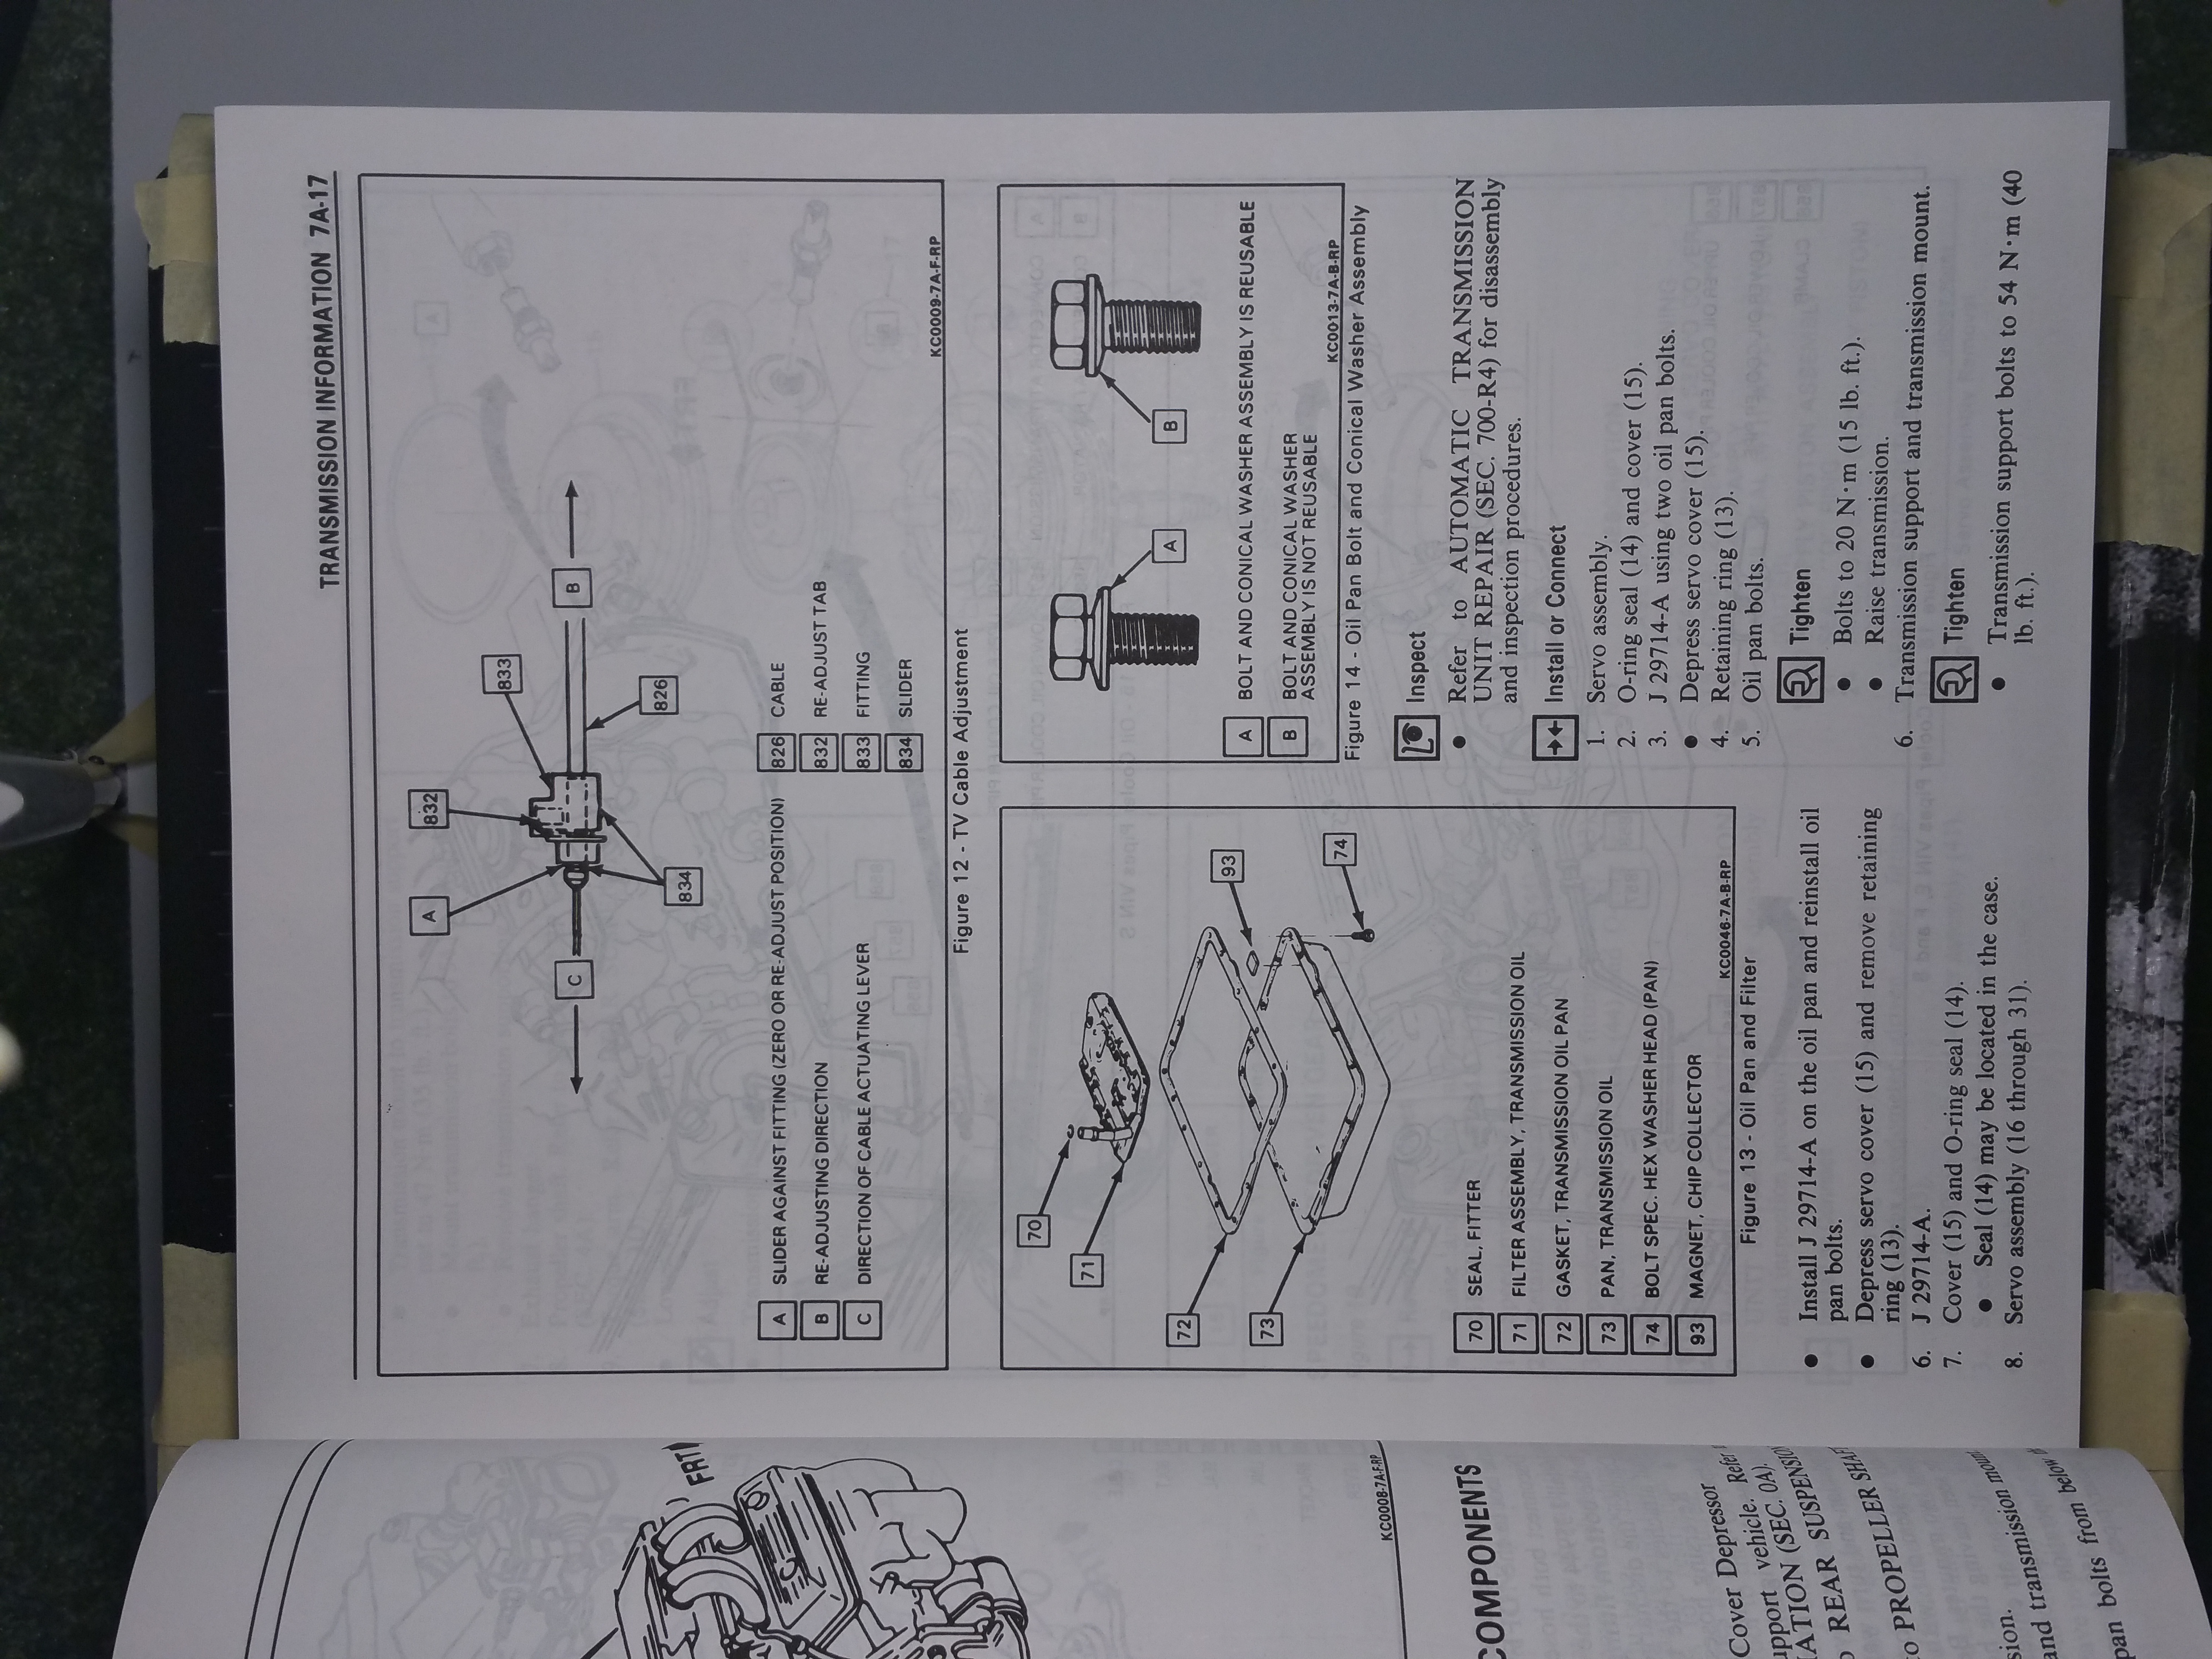 TRANSMISSION INFORMATION 7A-17
832
833
A
C
B
834
826
A SLIDER AGAINST FITTING (ZERO OR RE-ADJUST POSITION)
B RE-ADJUSTING DIRECTION
C DIRECTION OF CABLE ACTUATING LEVER
826 CABLE
832 RE-ADJUST TAB
833 FITTING
834 SLIDER
KC0009-7A-F-RP
Figure 12 - TV Cable Adjustment
70
71
72
73
93
74
70 SEAL, FITTER
71 FILTER ASSEMBLY, TRANSMISSION OIL
72 GASKET, TRANSMISSION OIL PAN
73 PAN, TRANSMISSION OIL
74 BOLT SPEC. HEX WASHER HEAD (PAN)
93 MAGNET, CHIP COLLECTOR
KC0046-7A-B-RP
Figure 13 - Oil Pan and Filter
• Install J 29714-A on the oil pan and reinstall oil
pan bolts.
• Depress servo cover (15) and remove retaining
ring (13).
6. J 29714-A.
7. Cover (15) and O-ring seal (14).
• Seal (14) may be located in the case.
8. Servo assembly (16 through 31).
A
B
A BOLT AND CONICAL WASHER ASSEMBLY IS REUSABLE
B BOLT AND CONICAL WASHER
ASSEMBLY IS NOT REUSABLE
KC0013-7A-B-RP
Figure 14 - Oil Pan Bolt and Conical Washer Assembly
Inspect
• Refer to AUTOMATIC TRANSMISSION
UNIT REPAIR (SEC. 700-R4) for disassembly
and inspection procedures.
Install or Connect
1. Servo assembly.
2. O-ring seal (14) and cover (15).
3. J 29714-A using two oil pan bolts.
• Depress servo cover (15).
4. Retaining ring (13).
5. Oil pan bolts.
Tighten
• Bolts to 20 N·m (15 lb. ft.).
• Raise transmission.
6. Transmission support and transmission mount.
Tighten
• Transmission support bolts to 54 N·m (40
lb. ft.).
FRT
KC0008-7A-F-RP
COMPONENTS
Cover Depressor
support vehicle. Refer
(SEC. 0A).
REAR SUSPENSION
to PROPELLER SHAFT
and transmission mount
and transmission from below
pan bolts from below